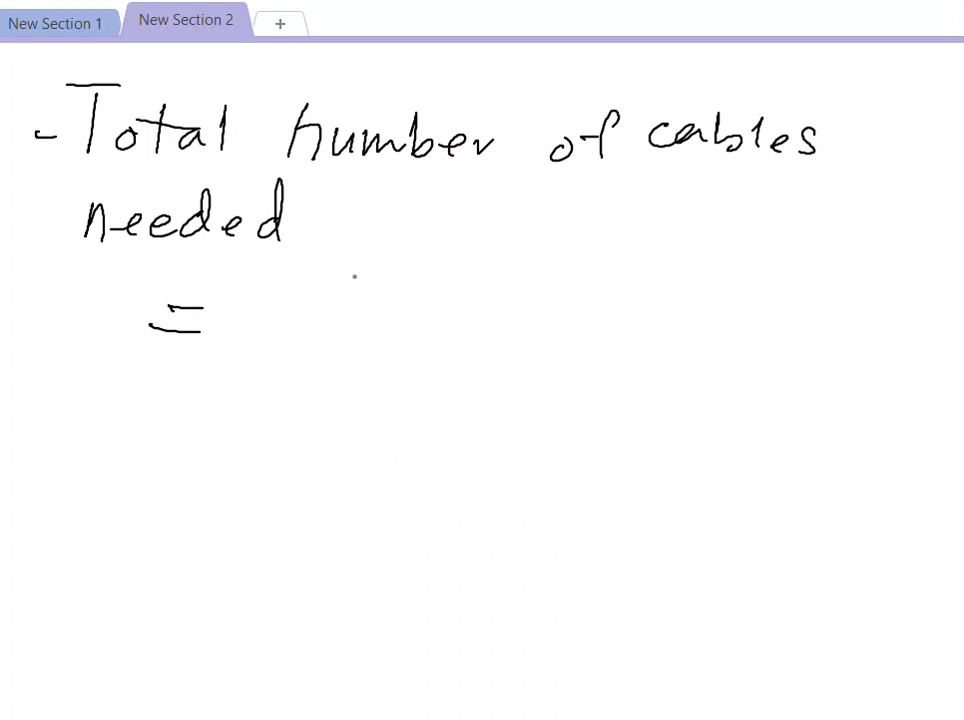 New Section 1 New Section 2 +
- Total number of cables
needed
=